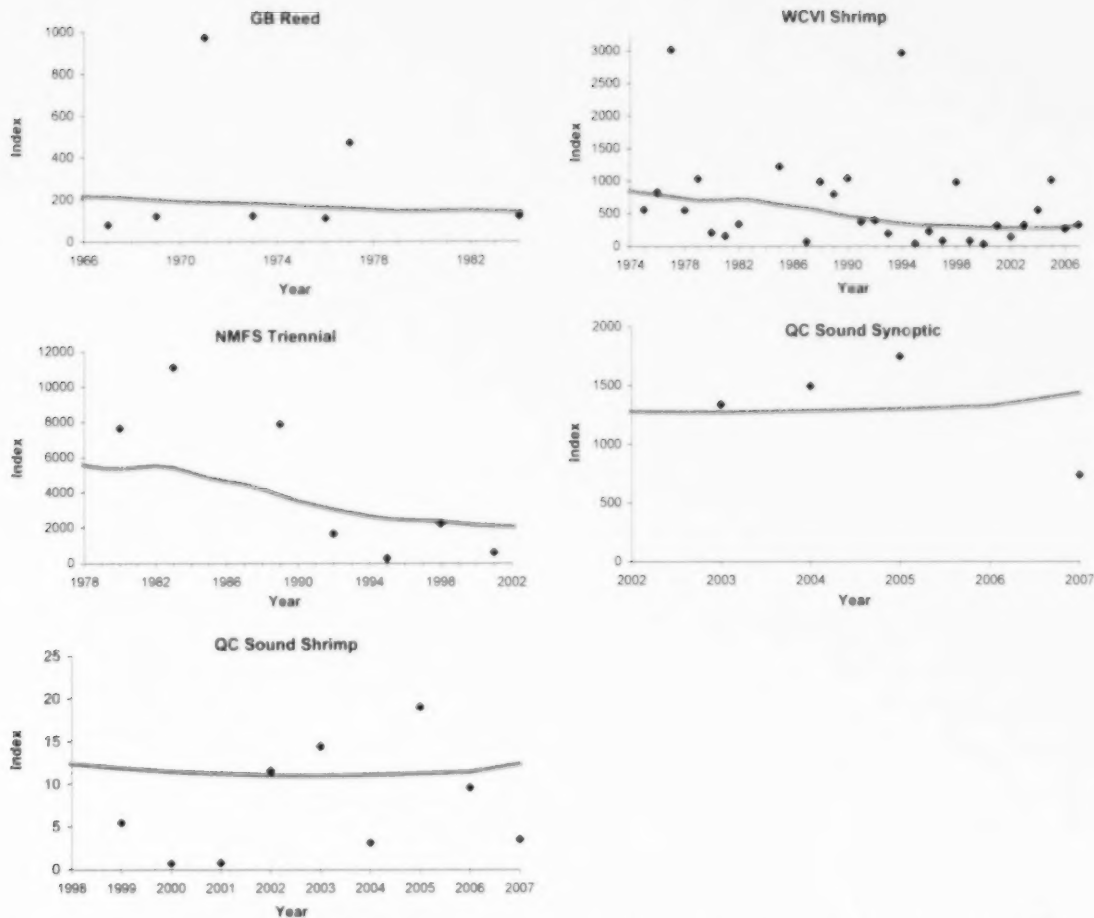 GB Reed
1000
800
600
400
200
0
Index
1966 1970 1974 1978 1982
Year
WCVI Shrimp
3000
2500
2000
1500
1000
500
0
Index
1974 1978 1982 1986 1990 1994 1998 2002 2006
Year
NMFS Triennial
12000
10000
8000
6000
4000
2000
0
Index
1978 1982 1986 1990 1994 1998 2002
Year
QC Sound Synoptic
2000
1500
1000
500
0
Index
2002 2003 2004 2005 2006 2007
Year
QC Sound Shrimp
25
20
15
10
5
0
Index
1998 1999 2000 2001 2002 2003 2004 2005 2006 2007
Year